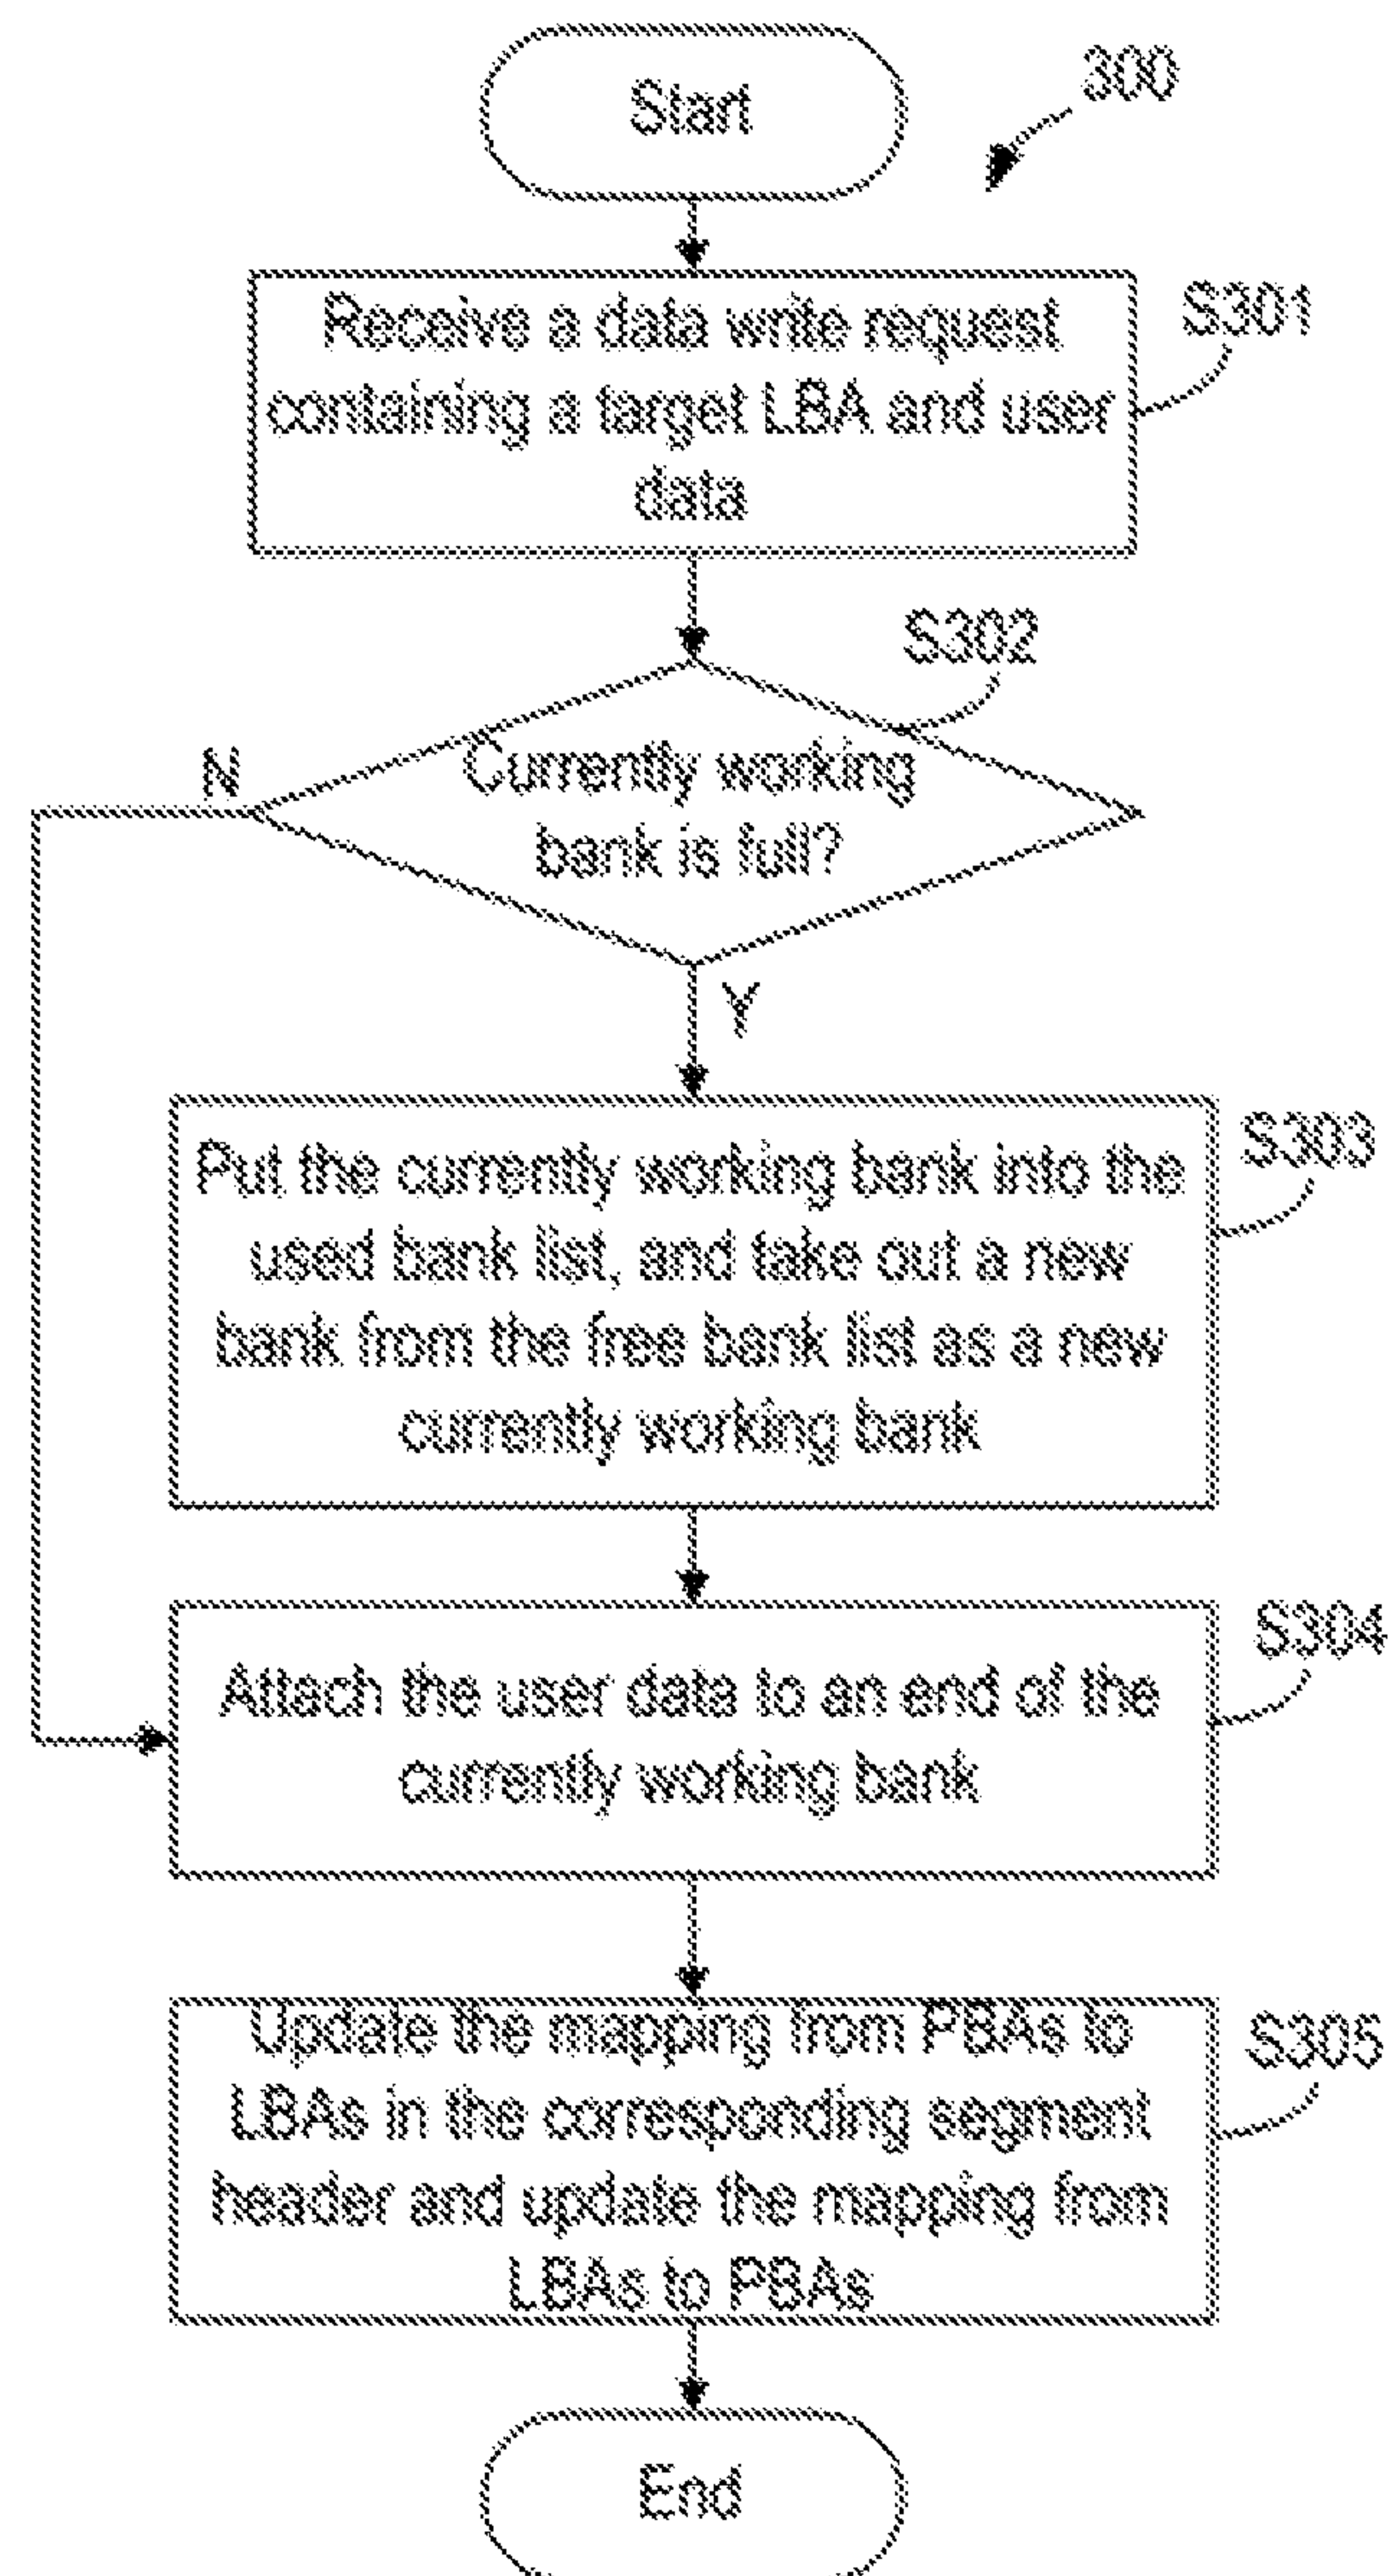 Start
300
Receive a data write request
S301
containing a target LBA and user
data
S302
N
Currently working
bank is full?
Y
S303
Put the currently working bank into the
used bank list, and take out a new
bank from the free bank list as a new
currently working bank
S304
Attach the user data to an end of the
currently working bank
S305
Update the mapping from PBAs to
LBAs in the corresponding segment
header and update the mapping from
LBAs to PBAs
End